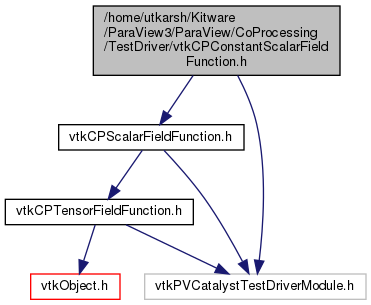 /home/utkarsh/Kitware
/ParaView3/ParaView/CoProcessing
/TestDriver/vtkCPConstantScalarField
Function.h
vtkCPScalarFieldFunction.h
vtkCPTensorFieldFunction.h
vtkObject.h
vtkPVCatalystTestDriverModule.h